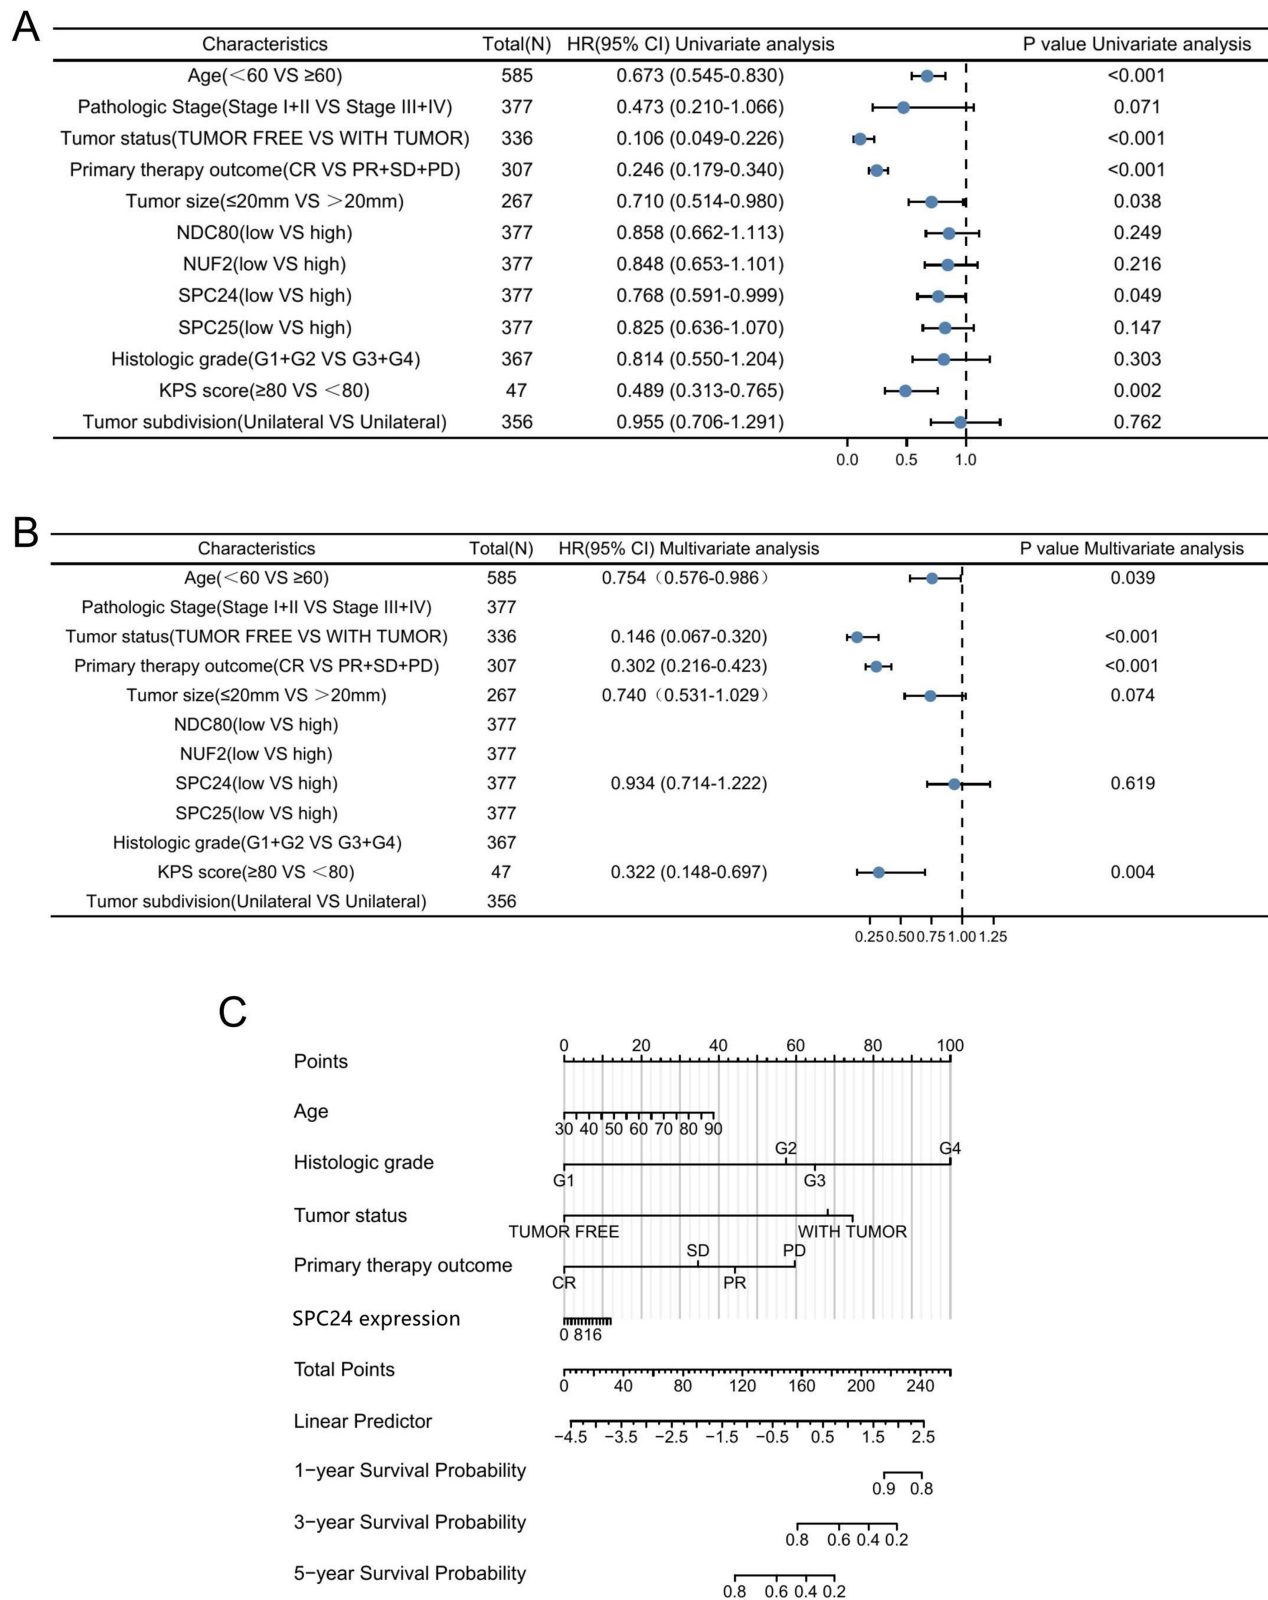 A
Characteristics Total(N) HR(95% CI) Univariate analysis P value Univariate analysis
Age(＜60 VS ≥60) 585 0.673 (0.545-0.830) <0.001
Pathologic Stage(Stage I+II VS Stage III+IV) 377 0.473 (0.210-1.066) 0.071
Tumor status(TUMOR FREE VS WITH TUMOR) 336 0.106 (0.049-0.226) <0.001
Primary therapy outcome(CR VS PR+SD+PD) 307 0.246 (0.179-0.340) <0.001
Tumor size(≤20mm VS ＞20mm) 267 0.710 (0.514-0.980) 0.038
NDC80(low VS high) 377 0.858 (0.662-1.113) 0.249
NUF2(low VS high) 377 0.848 (0.653-1.101) 0.216
SPC24(low VS high) 377 0.768 (0.591-0.999) 0.049
SPC25(low VS high) 377 0.825 (0.636-1.070) 0.147
Histologic grade(G1+G2 VS G3+G4) 367 0.814 (0.550-1.204) 0.303
KPS score(≥80 VS ＜80) 47 0.489 (0.313-0.765) 0.002
Tumor subdivision(Unilateral VS Unilateral) 356 0.955 (0.706-1.291) 0.762
0.0 0.5 1.0
B
Characteristics Total(N) HR(95% CI) Multivariate analysis P value Multivariate analysis
Age(＜60 VS ≥60) 585 0.754（0.576-0.986） 0.039
Pathologic Stage(Stage I+II VS Stage III+IV) 377
Tumor status(TUMOR FREE VS WITH TUMOR) 336 0.146 (0.067-0.320) <0.001
Primary therapy outcome(CR VS PR+SD+PD) 307 0.302 (0.216-0.423) <0.001
Tumor size(≤20mm VS ＞20mm) 267 0.740（0.531-1.029） 0.074
NDC80(low VS high) 377
NUF2(low VS high) 377
SPC24(low VS high) 377 0.934 (0.714-1.222) 0.619
SPC25(low VS high) 377
Histologic grade(G1+G2 VS G3+G4) 367
KPS score(≥80 VS ＜80) 47 0.322 (0.148-0.697) 0.004
Tumor subdivision(Unilateral VS Unilateral) 356
0.25 0.50 0.75 1.00 1.25
C
0 20 40 60 80 100
Points
Age
30 40 50 60 70 80 90
G2 G4
Histologic grade
G1 G3
Tumor status
TUMOR FREE WITH TUMOR
SD PD
Primary therapy outcome
CR PR
SPC24 expression
0 8 16
Total Points
0 40 80 120 160 200 240
Linear Predictor
−4.5 −3.5 −2.5 −1.5 −0.5 0.5 1.5 2.5
1−year Survival Probability
0.9 0.8
3−year Survival Probability
0.8 0.6 0.4 0.2
5−year Survival Probability
0.8 0.6 0.4 0.2